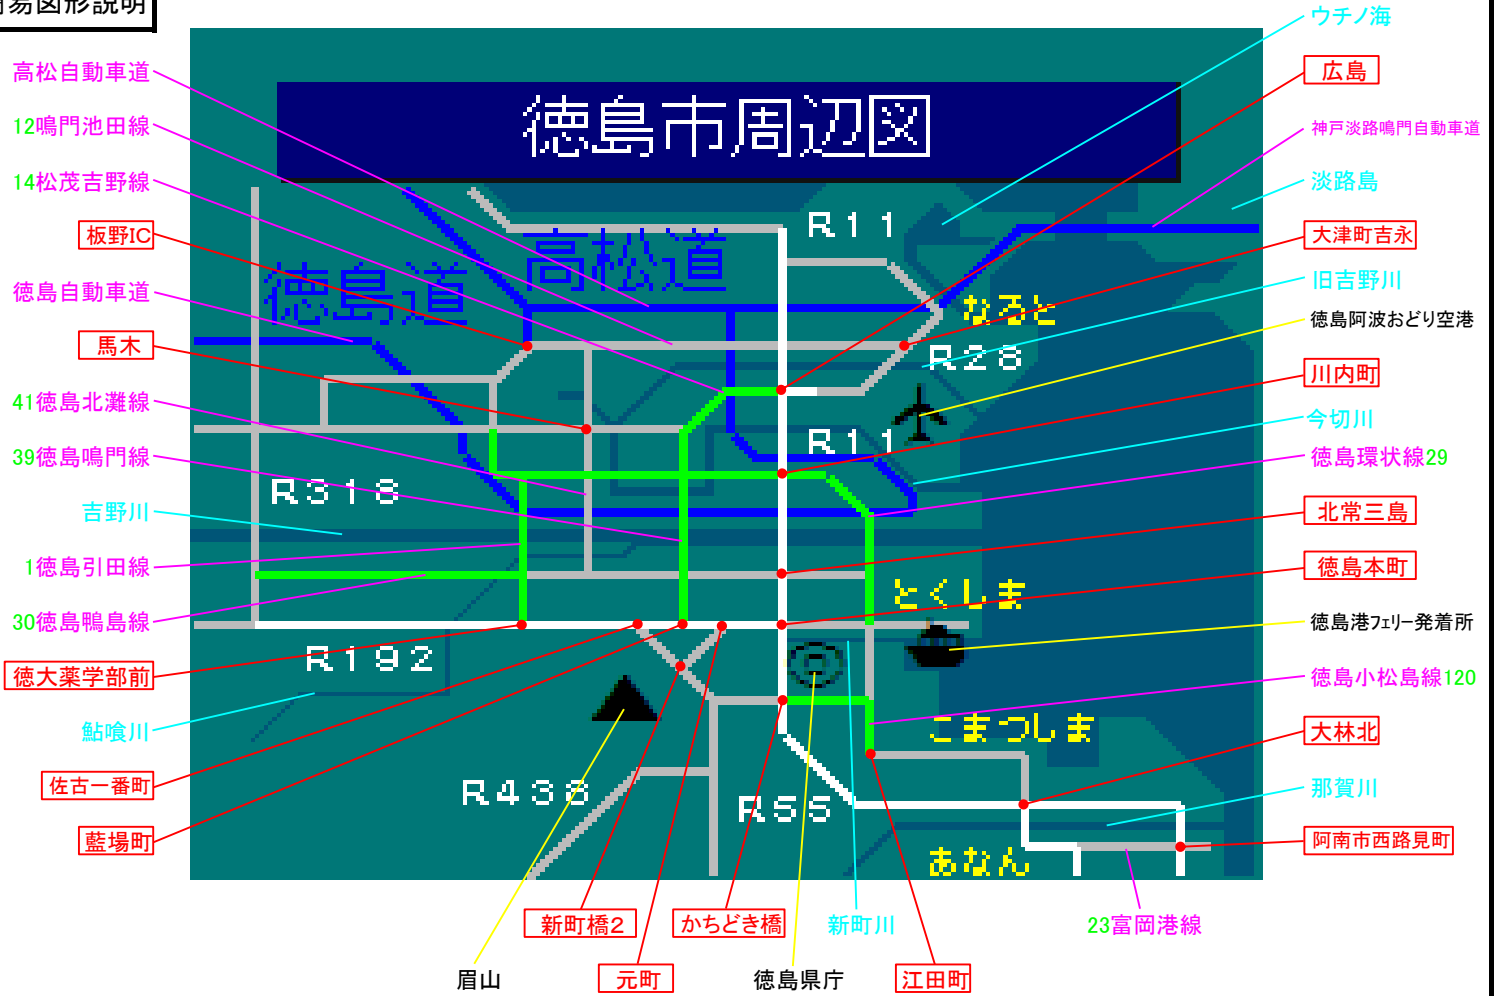 易図形説明
徳島市周辺図
高松自動車道
12鳴門池田線
14松茂吉野線
板野IC
徳島自動車道
馬木
41徳島北灘線
39徳島鳴門線
吉野川
1徳島引田線
30徳島鴨島線
徳大薬学部前
鮎喰川
佐古一番町
藍場町
R11
高松道
徳島道
なると
R28
R11
R318
とくしま
R192
こまつしま
R438
R55
あなん
ウチノ海
広島
神戸淡路鳴門自動車道
淡路島
大津町吉永
旧吉野川
徳島阿波おどり空港
川内町
今切川
徳島環状線29
北常三島
徳島本町
徳島港フェリー発着所
徳島小松島線120
大林北
那賀川
阿南市西路見町
新町橋2
かちどき橋
新町川
23富岡港線
眉山
元町
徳島県庁
江田町